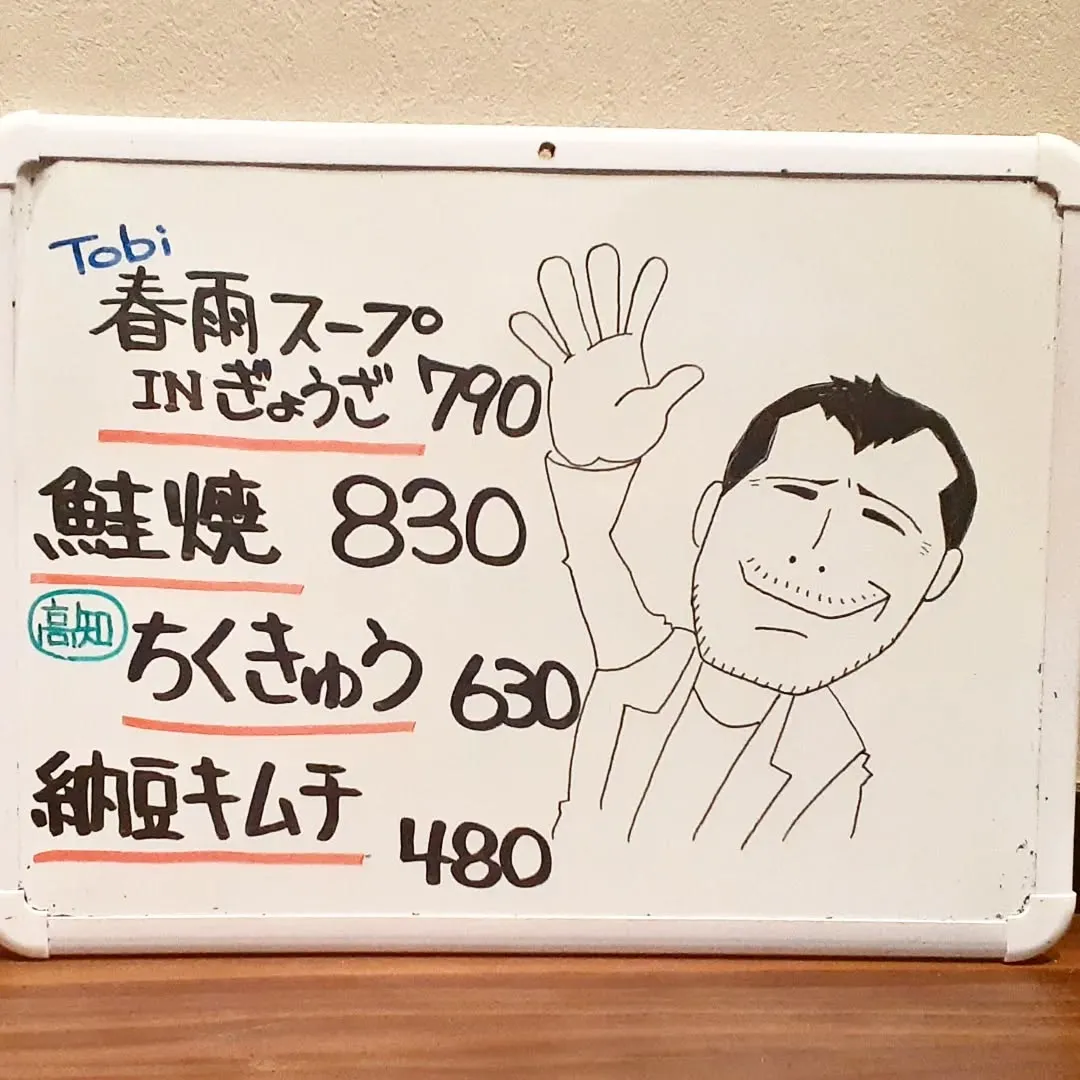 Tobi
春雨スープ
INぎょうざ 790
鮭焼 830
高知 ちくきゅう 630
納豆キムチ 480